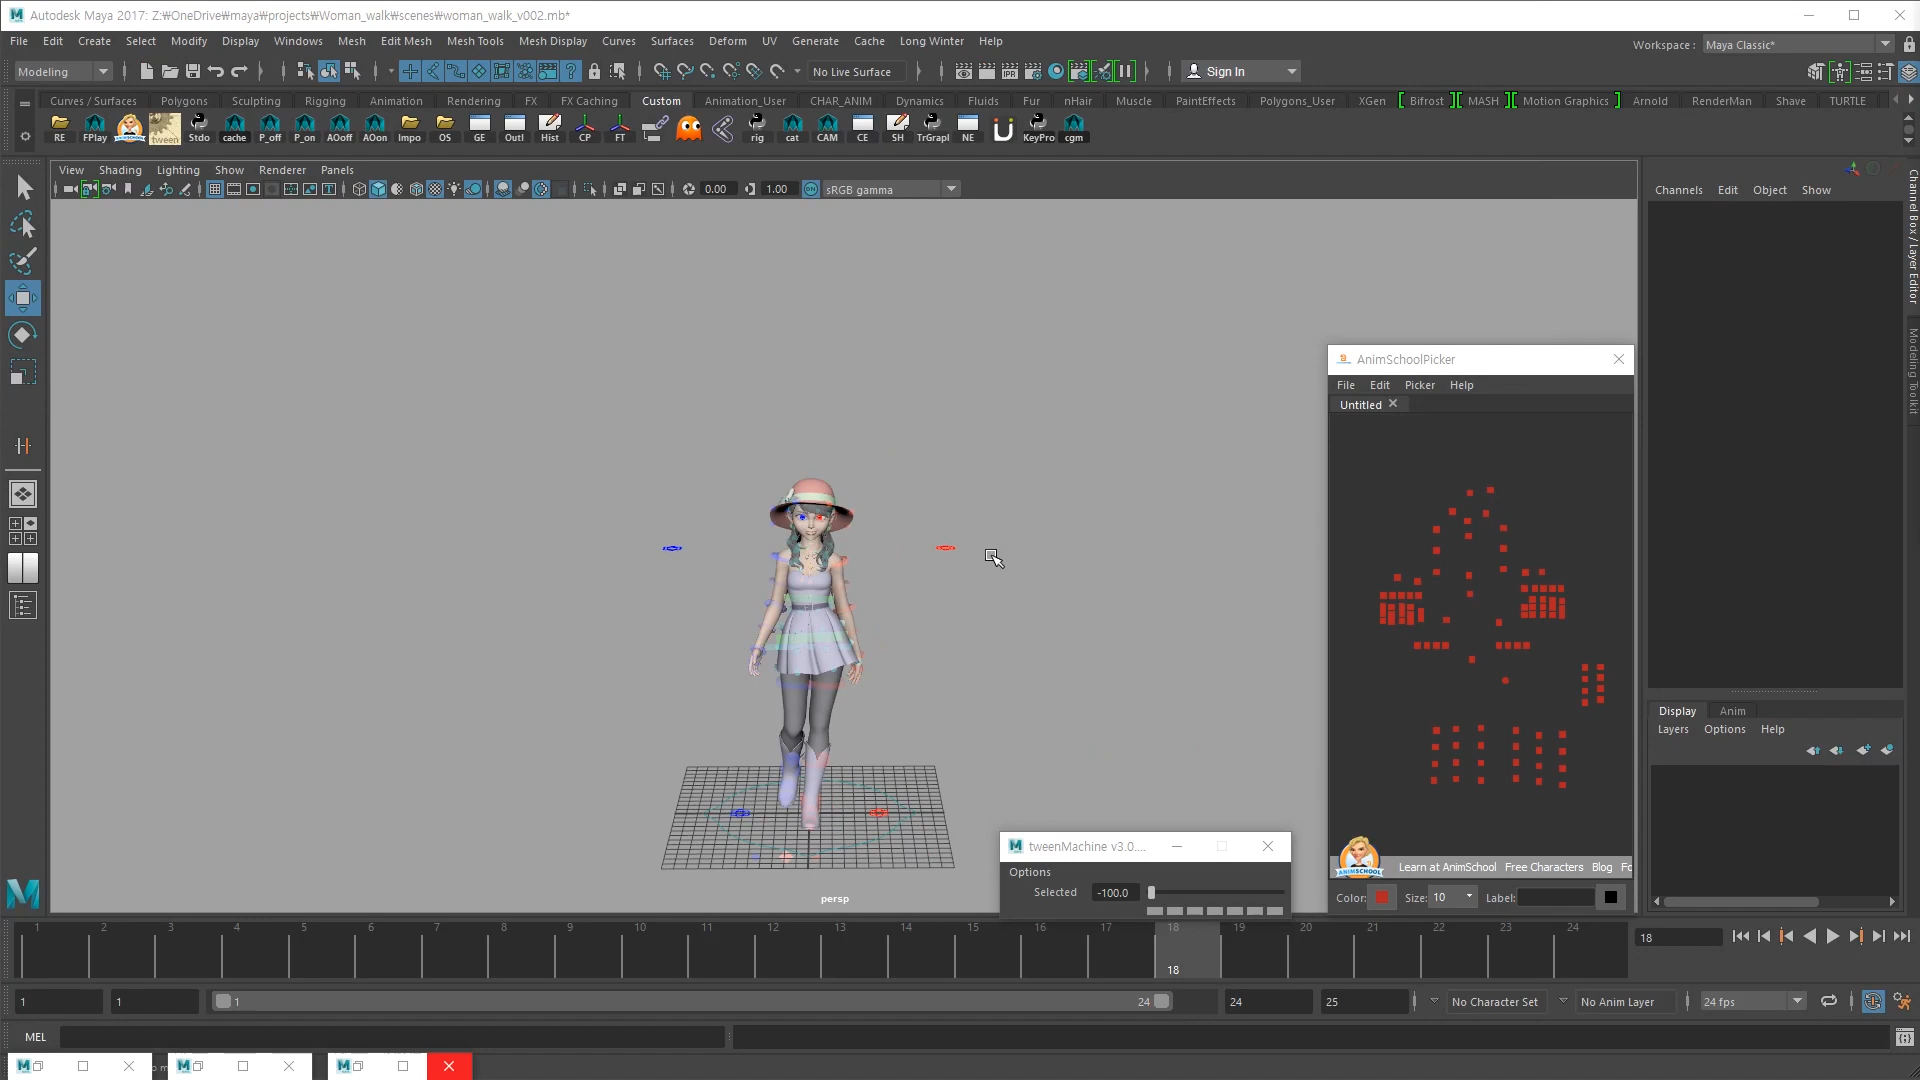 Autodesk Maya 2017: Z:₩OneDrive₩maya₩projects₩Woman_walk₩scenes₩woman_walk_v002.mb*
File Edit Create Select Modify Display Windows Mesh Edit Mesh Mesh Tools Mesh Display Curves Surfaces Deform UV Generate Cache Long Winter Help
Workspace : Maya Classic*
Modeling No Live Surface Sign In
Curves / Surfaces Polygons Sculpting Rigging Animation Rendering FX FX Caching Custom Animation_User CHAR_ANIM Dynamics Fluids Fur nHair Muscle PaintEffects Polygons_User XGen Bifrost MASH Motion Graphics Arnold RenderMan Shave TURTLE
RE FPlay tween Stdo cache P_off P_on AOoff AOon Impo OS GE Outl Hist CP FT rig cat CAM CE SH TrGrapl NE KeyPro cgm
View Shading Lighting Show Renderer Panels
0.00 1.00 ON sRGB gamma
Channels Edit Object Show
Channel Box / Layer Editor
Modeling Toolkit
AnimSchoolPicker
File Edit Picker Help
Untitled
Learn at AnimSchool Free Characters Blog Fo
Color: Size: 10 Label:
Display Anim
Layers Options Help
tweenMachine v3.0....
Options
Selected -100.0
persp
1 2 3 4 5 6 7 8 9 10 11 12 13 14 15 16 17 18 19 20 21 22 23 24
18
18
1 1 1 24 24 25 No Character Set No Anim Layer 24 fps
MEL